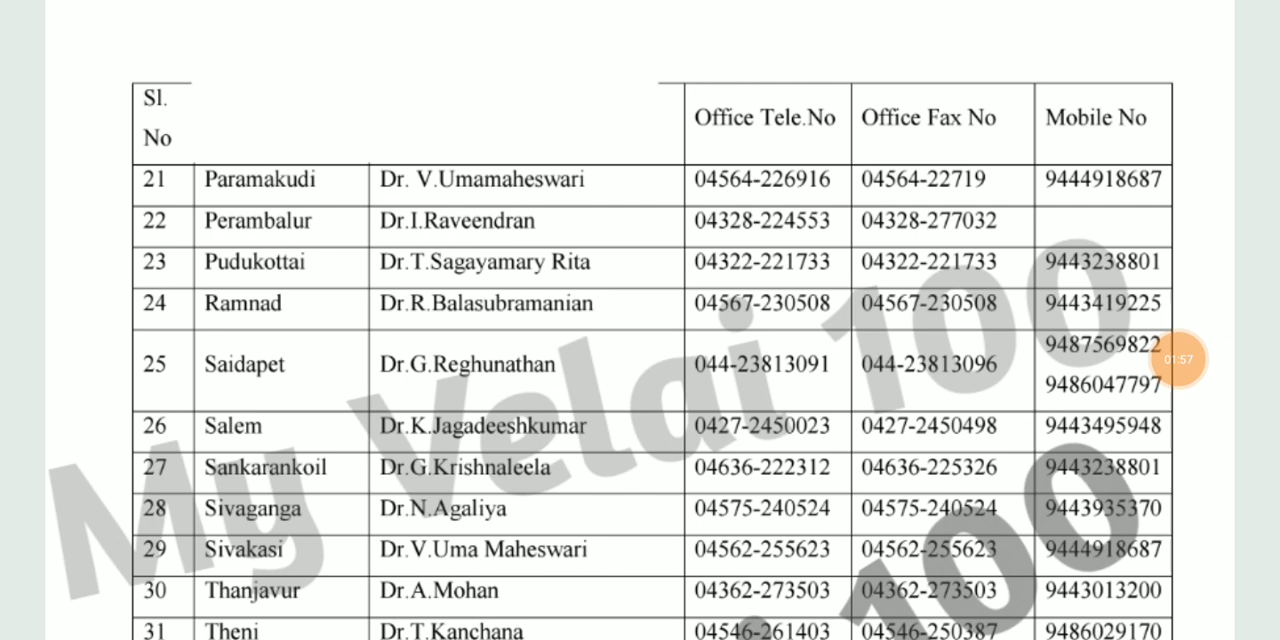 Sl.
No
Office Tele.No Office Fax No Mobile No
21 Paramakudi Dr. V.Umamaheswari 04564-226916 04564-22719 9444918687
22 Perambalur Dr.I.Raveendran 04328-224553 04328-277032
23 Pudukottai Dr.T.Sagayamary Rita 04322-221733 04322-221733 9443238801
24 Ramnad Dr.R.Balasubramanian 04567-230508 04567-230508 9443419225
25 Saidapet Dr.G.Reghunathan 044-23813091 044-23813096 9487569822
9486047797
01:57
26 Salem Dr.K.Jagadeeshkumar 0427-2450023 0427-2450498 9443495948
27 Sankarankoil Dr.G.Krishnaleela 04636-222312 04636-225326 9443238801
28 Sivaganga Dr.N.Agaliya 04575-240524 04575-240524 9443935370
29 Sivakasi Dr.V.Uma Maheswari 04562-255623 04562-255623 9444918687
30 Thanjavur Dr.A.Mohan 04362-273503 04362-273503 9443013200
31 Theni Dr.T.Kanchana 04546-261403 04546-250387 9486029170
My Velai 100
100